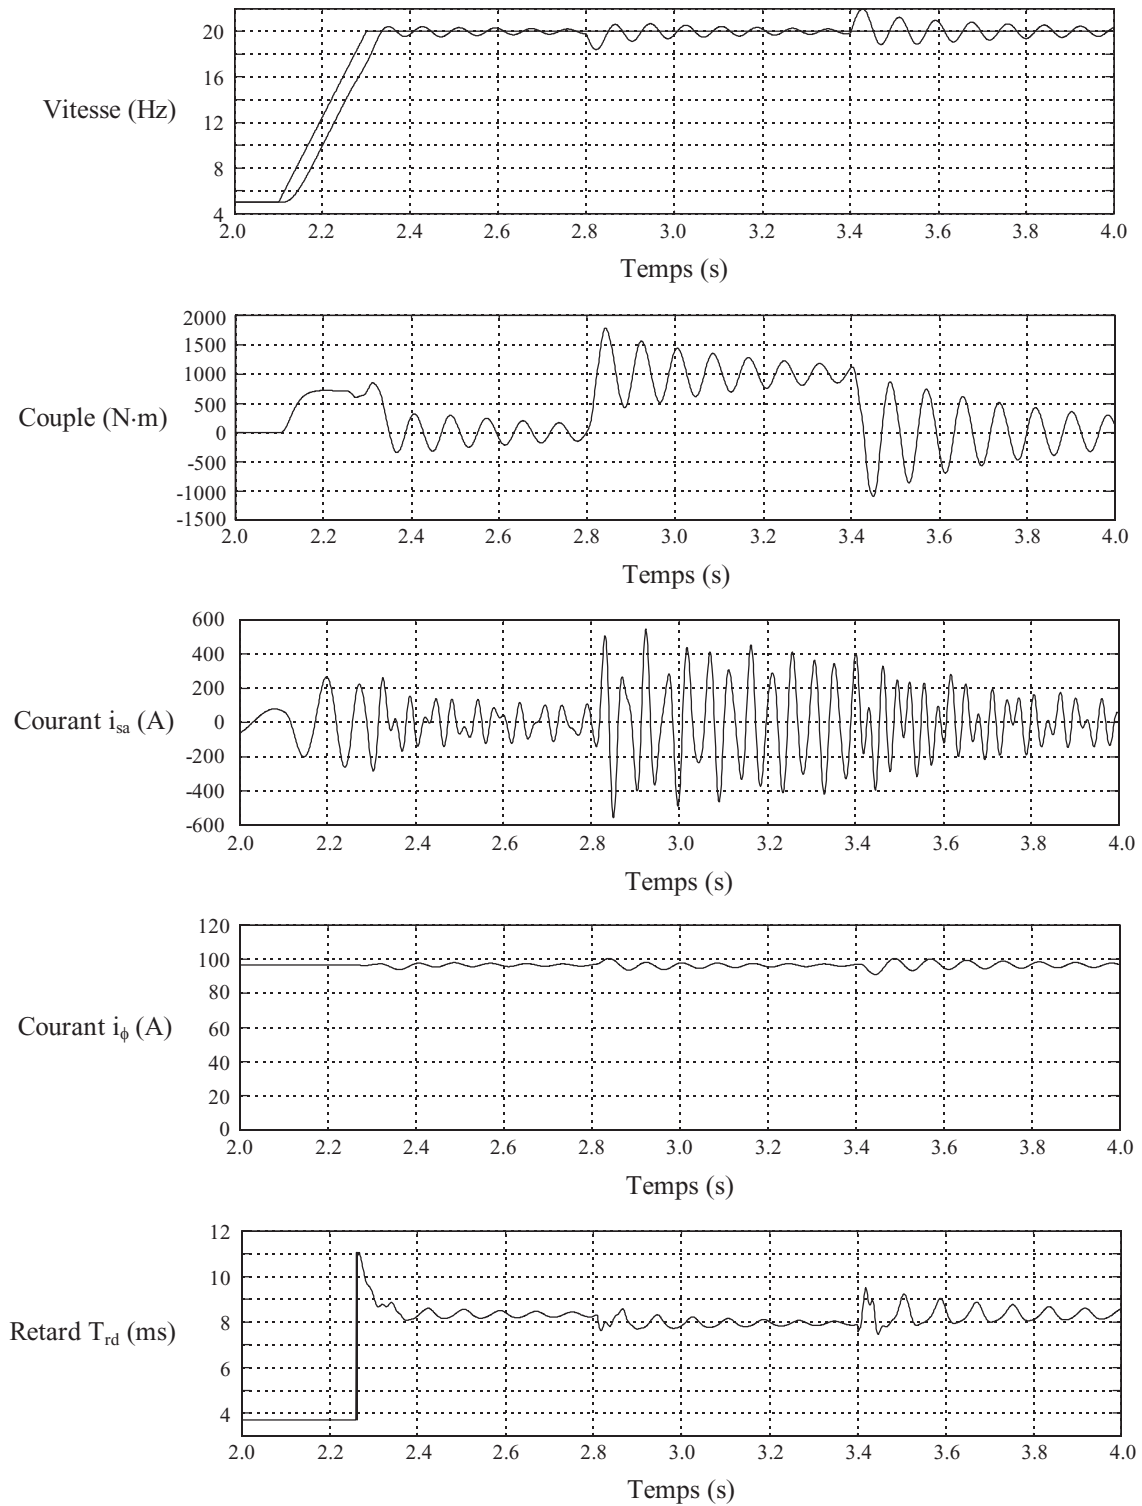 20
16
Vitesse (Hz)
12
8
4
2.0 2.2 2.4 2.6 2.8 3.0 3.2 3.4 3.6 3.8 4.0
Temps (s)
2000
1500
1000
Couple (N·m)
500
0
-500
-1000
-1500
2.0 2.2 2.4 2.6 2.8 3.0 3.2 3.4 3.6 3.8 4.0
Temps (s)
600
400
200
Courant isa (A)
0
-200
-400
-600
2.0 2.2 2.4 2.6 2.8 3.0 3.2 3.4 3.6 3.8 4.0
Temps (s)
120
100
80
Courant iϕ (A)
60
40
20
0
2.0 2.2 2.4 2.6 2.8 3.0 3.2 3.4 3.6 3.8 4.0
Temps (s)
12
10
Retard Trd (ms)
8
6
4
2.0 2.2 2.4 2.6 2.8 3.0 3.2 3.4 3.6 3.8 4.0
Temps (s)